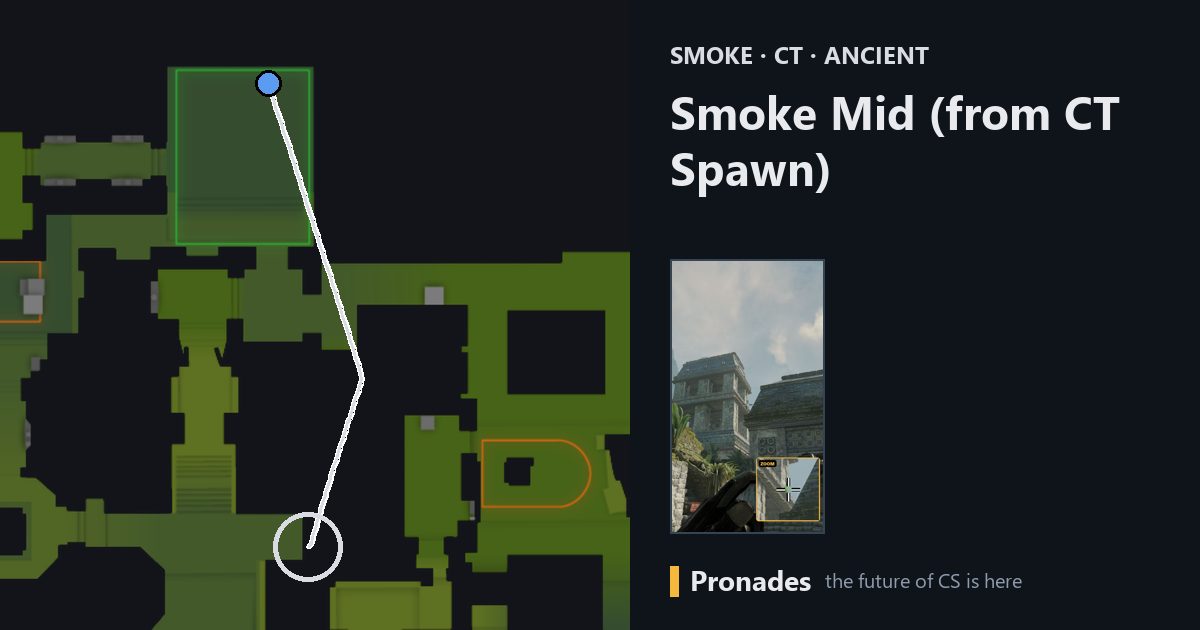 SMOKE · CT · ANCIENT
Smoke Mid (from CT
Spawn)
ZOOM
Pronades the future of CS is here